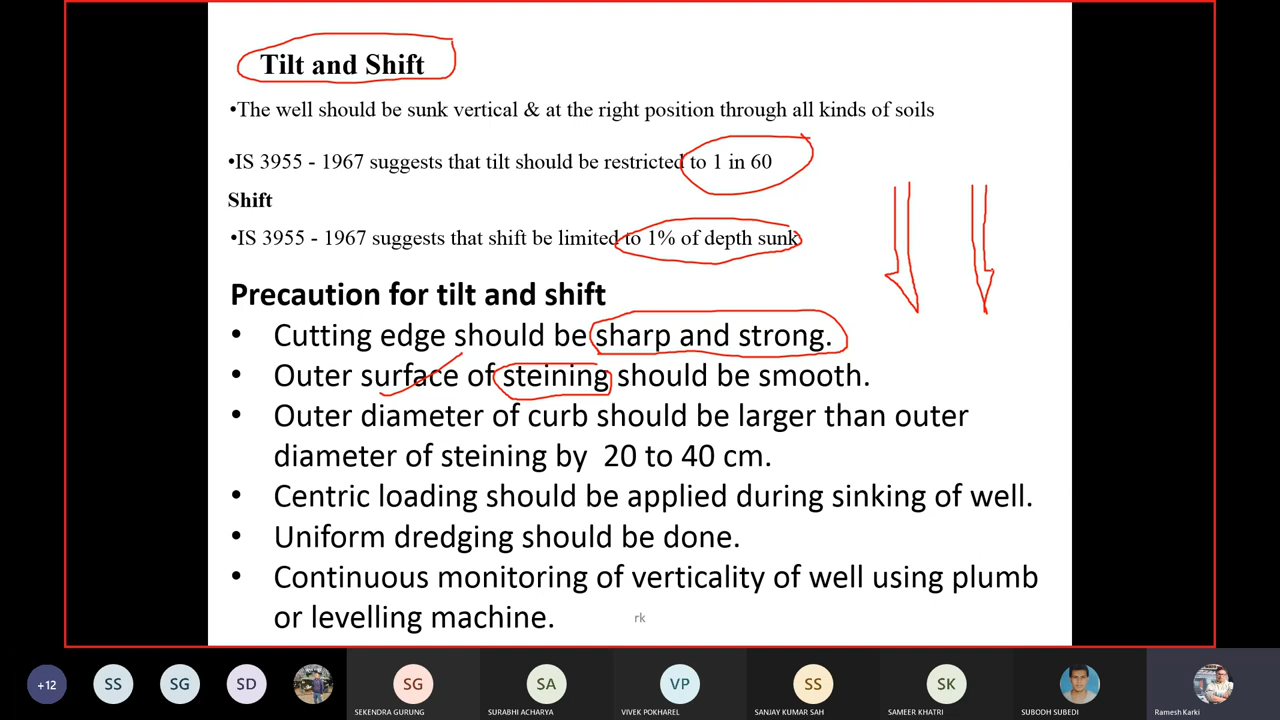 Tilt and Shift
•The well should be sunk vertical & at the right position through all kinds of soils
•IS 3955 - 1967 suggests that tilt should be restricted to 1 in 60
Shift
•IS 3955 - 1967 suggests that shift be limited to 1% of depth sunk
Precaution for tilt and shift
• Cutting edge should be sharp and strong.
• Outer surface of steining should be smooth.
• Outer diameter of curb should be larger than outer
diameter of steining by 20 to 40 cm.
• Centric loading should be applied during sinking of well.
• Uniform dredging should be done.
• Continuous monitoring of verticality of well using plumb
or levelling machine.
rk
+12 SS SG SD SG SA VP SS SK
SEKENDRA GURUNG SURABHI ACHARYA VIVEK POKHAREL SANJAY KUMAR SAH SAMEER KHATRI SUBODH SUBEDI Ramesh Karki